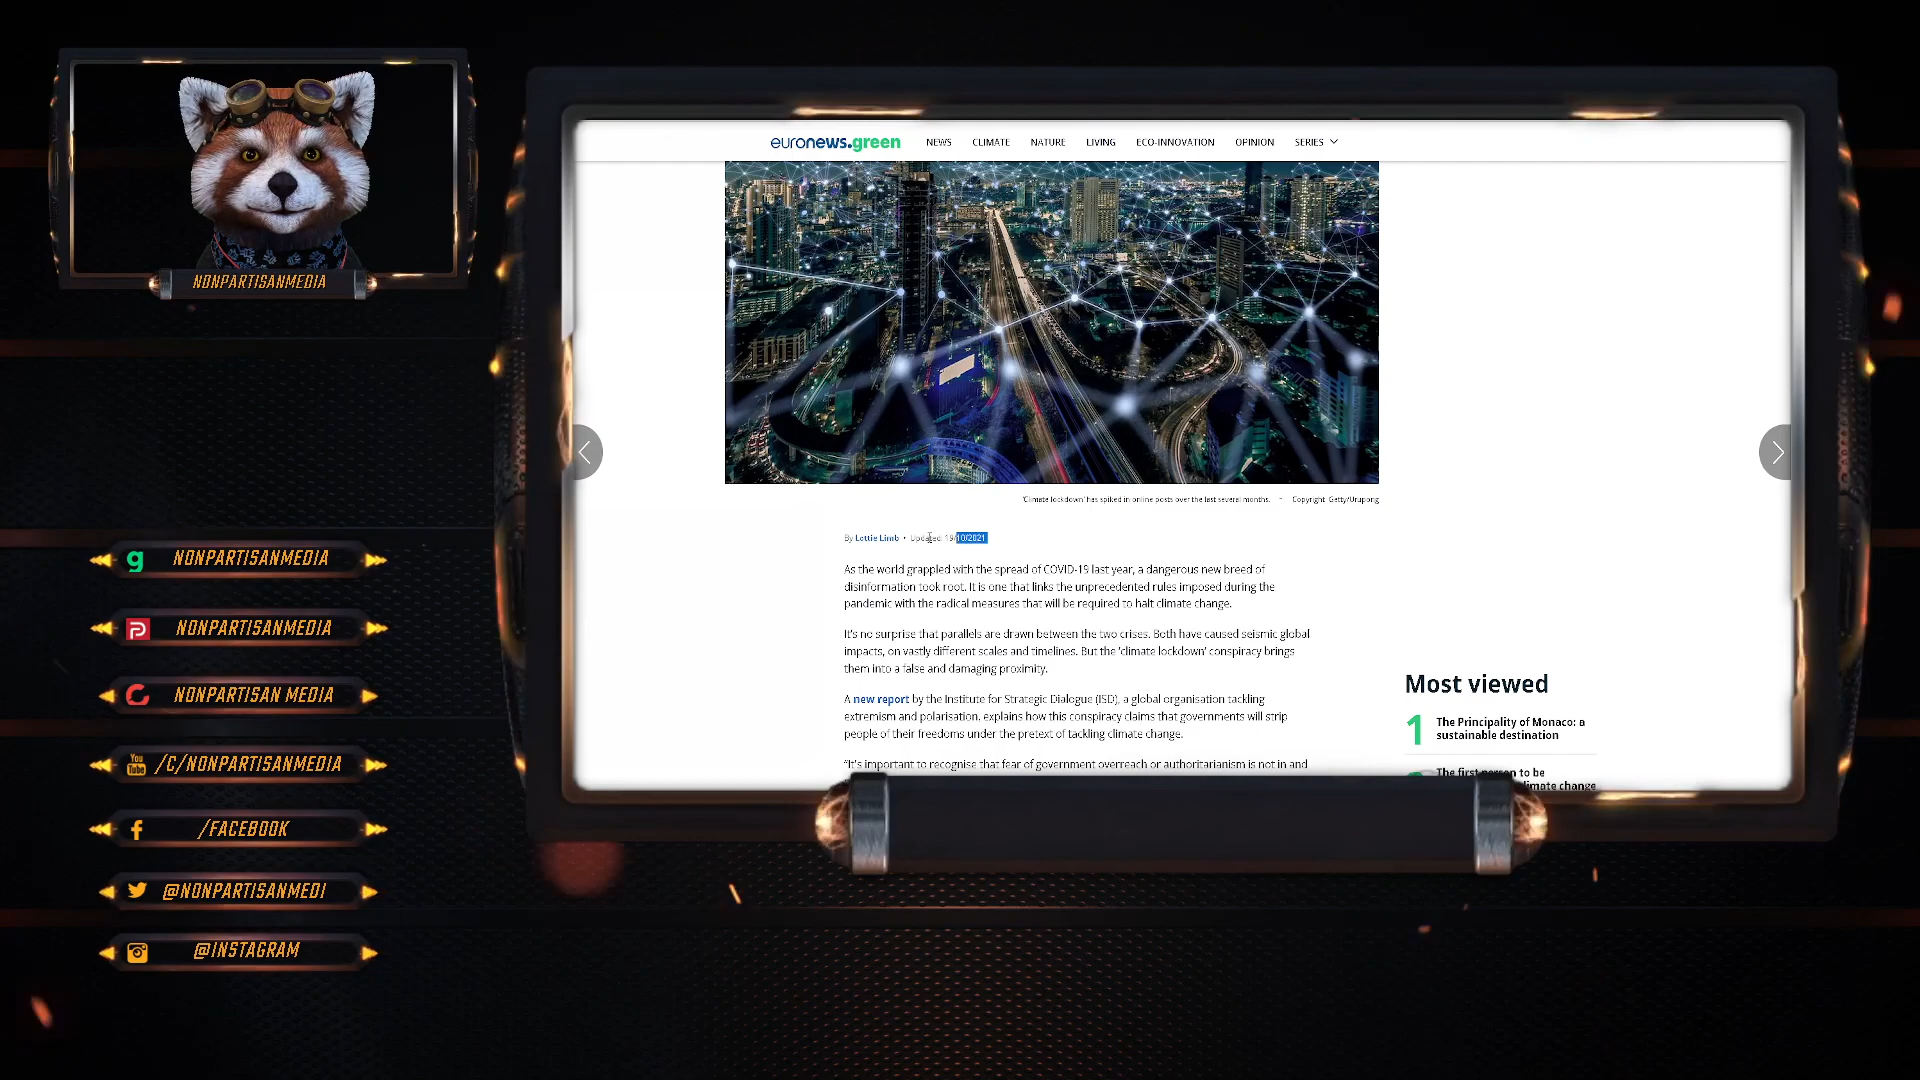 NONPARTISANMEDIA
NONPARTISANMEDIA
NONPARTISANMEDIA
NONPARTISAN MEDIA
You Tube /C/NONPARTISANMEDIA
/FACEBOOK
@NONPARTISANMEDI
@INSTAGRAM
euronews.green NEWS CLIMATE NATURE LIVING ECO-INNOVATION OPINION SERIES
'Climate lockdown' has spiked in online posts over the last several months. - Copyright Getty/Urupong
By Lottie Limb • Updated: 19/10/2021
As the world grappled with the spread of COVID-19 last year, a dangerous new breed of
disinformation took root. It is one that links the unprecedented rules imposed during the
pandemic with the radical measures that will be required to halt climate change.
It's no surprise that parallels are drawn between the two crises. Both have caused seismic global
impacts, on vastly different scales and timelines. But the 'climate lockdown' conspiracy brings
them into a false and damaging proximity.
A new report by the Institute for Strategic Dialogue (ISD), a global organisation tackling
extremism and polarisation, explains how this conspiracy claims that governments will strip
people of their freedoms under the pretext of tackling climate change.
"It's important to recognise that fear of government overreach or authoritarianism is not in and
Most viewed
1 The Principality of Monaco: a
sustainable destination
The first person to be
climate change